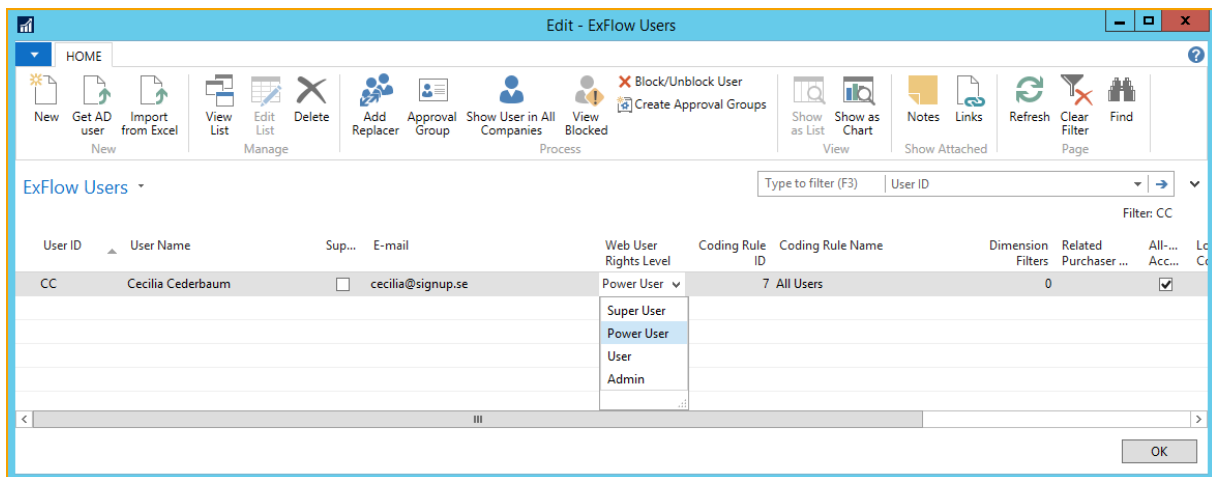 Edit - ExFlow Users
HOME
New
Get AD user
Import from Excel
New
View List
Edit List
Delete
Manage
Add Replacer
Approval Group
Show User in All Companies
View Blocked
Block/Unblock User
Create Approval Groups
Process
Show as List
Show as Chart
View
Notes
Links
Show Attached
Refresh
Clear Filter
Find
Page
ExFlow Users
Type to filter (F3) User ID
Filter: CC
User ID User Name Sup... E-mail Web User Rights Level Coding Rule ID Coding Rule Name Dimension Filters Related Purchaser ... All-... Acc... Lo Co
CC Cecilia Cederbaum cecilia@signup.se Power User 7 All Users 0
Super User
Power User
User
Admin
OK